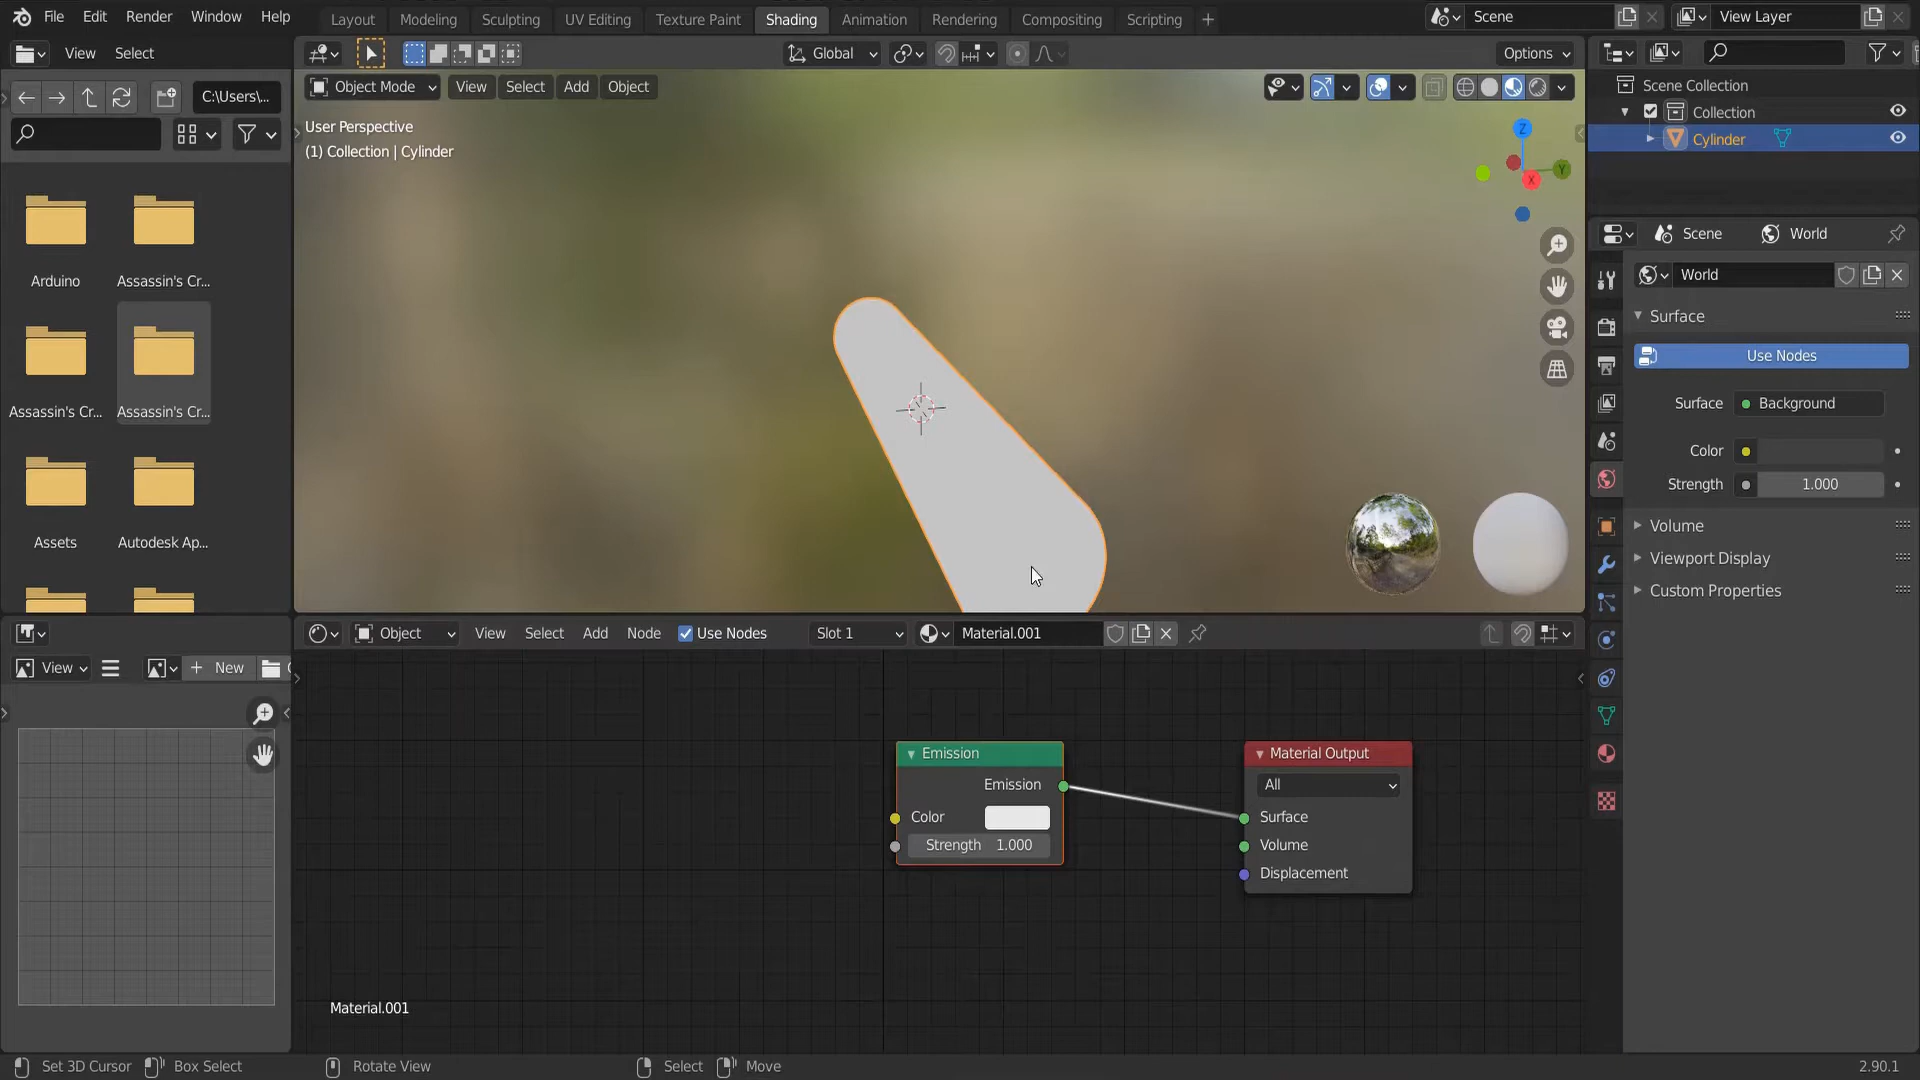 File Edit Render Window Help Layout Modeling Sculpting UV Editing Texture Paint Shading Animation Rendering Compositing Scripting + Scene View Layer
View Select
Global
Options
C:\Users\...
Object Mode View Select Add Object
User Perspective
(1) Collection | Cylinder
Z
Y
X
Arduino
Assassin's Cr...
Assassin's Cr...
Assassin's Cr...
Assets
Autodesk Ap...
Scene Collection
Collection
Cylinder
Scene World
World
Surface
Use Nodes
Surface Background
Color
Strength 1.000
Volume
Viewport Display
Custom Properties
Object View Select Add Node Use Nodes Slot 1 Material.001
View + New
Emission
Emission
Color
Strength 1.000
Material Output
All
Surface
Volume
Displacement
Material.001
Set 3D Cursor Box Select Rotate View Select Move 2.90.1